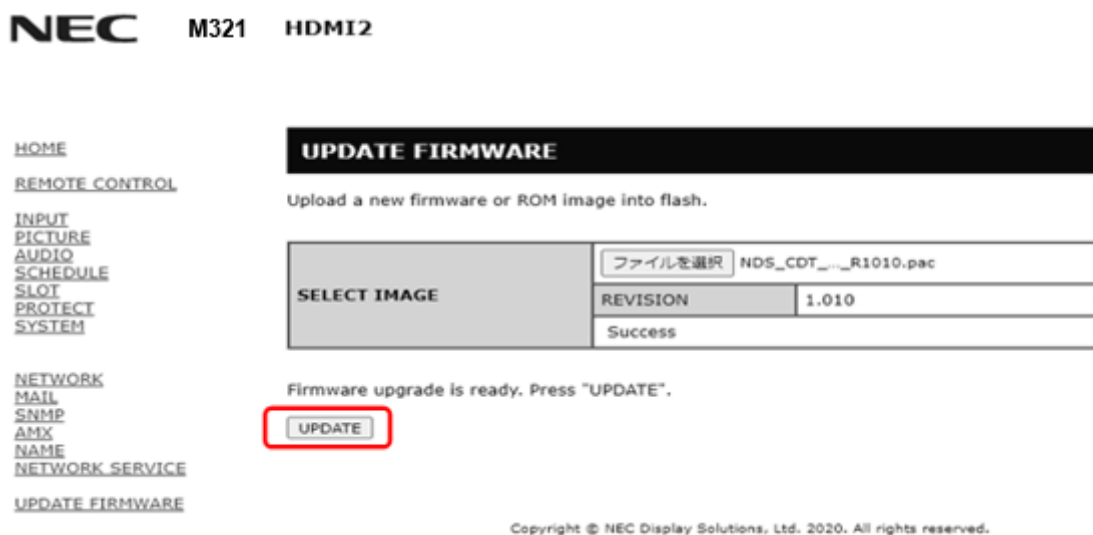 NEC M321 HDMI2
HOME
REMOTE CONTROL
INPUT
PICTURE
AUDIO
SCHEDULE
SLOT
PROTECT
SYSTEM
NETWORK
MAIL
SNMP
AMX
NAME
NETWORK SERVICE
UPDATE FIRMWARE
UPDATE FIRMWARE
Upload a new firmware or ROM image into flash.
SELECT IMAGE
ファイルを選択 NDS_CDT_..._R1010.pac
REVISION 1.010
Success
Firmware upgrade is ready. Press "UPDATE".
UPDATE
Copyright © NEC Display Solutions, Ltd. 2020. All rights reserved.